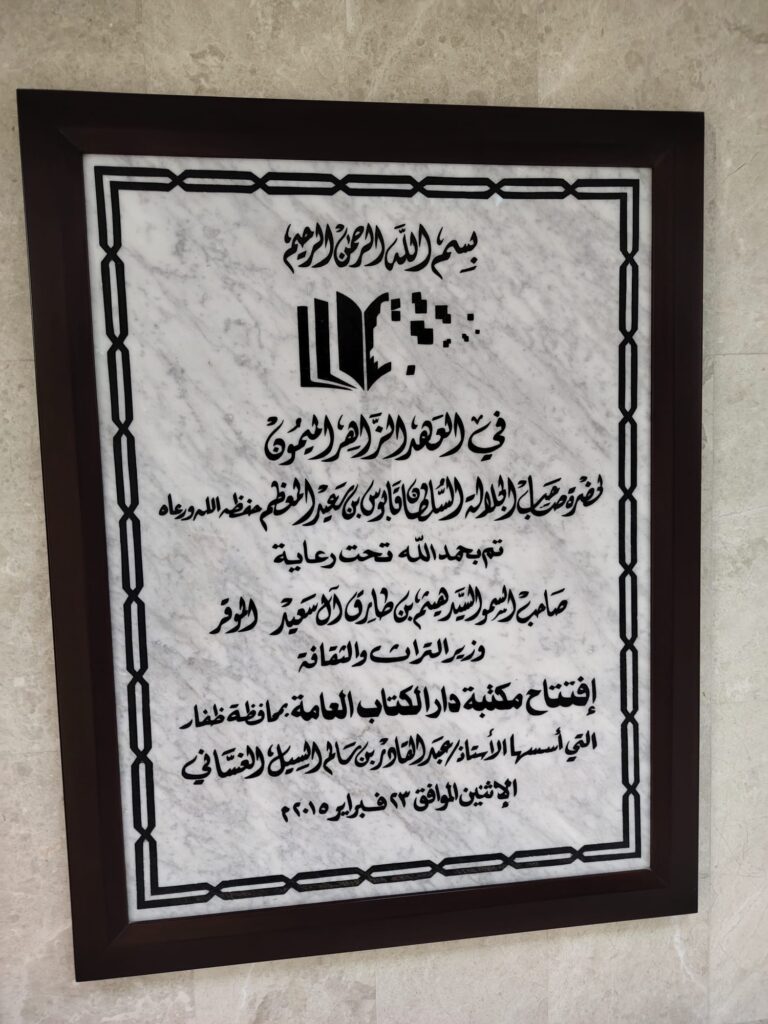 بسم الله الرحمن الرحيم
في العهد الزاهر الميمون
لحضرة صاحب الجلالة السلطان قابوس بن سعيد المعظم حفظه الله ورعاه
تم بحمد الله تحت رعاية
صاحب السمو السيد هيثم بن طارق آل سعيد الموقر
وزير التراث والثقافة
إفتتاح مكتبة دار الكتاب العامة بمحافظة ظفار
التي أسسها الأستاذ/عبدالقادر بن سالم السيل الغساني
الإثنين الموافق ٢٣ فبراير ٢٠١٥م